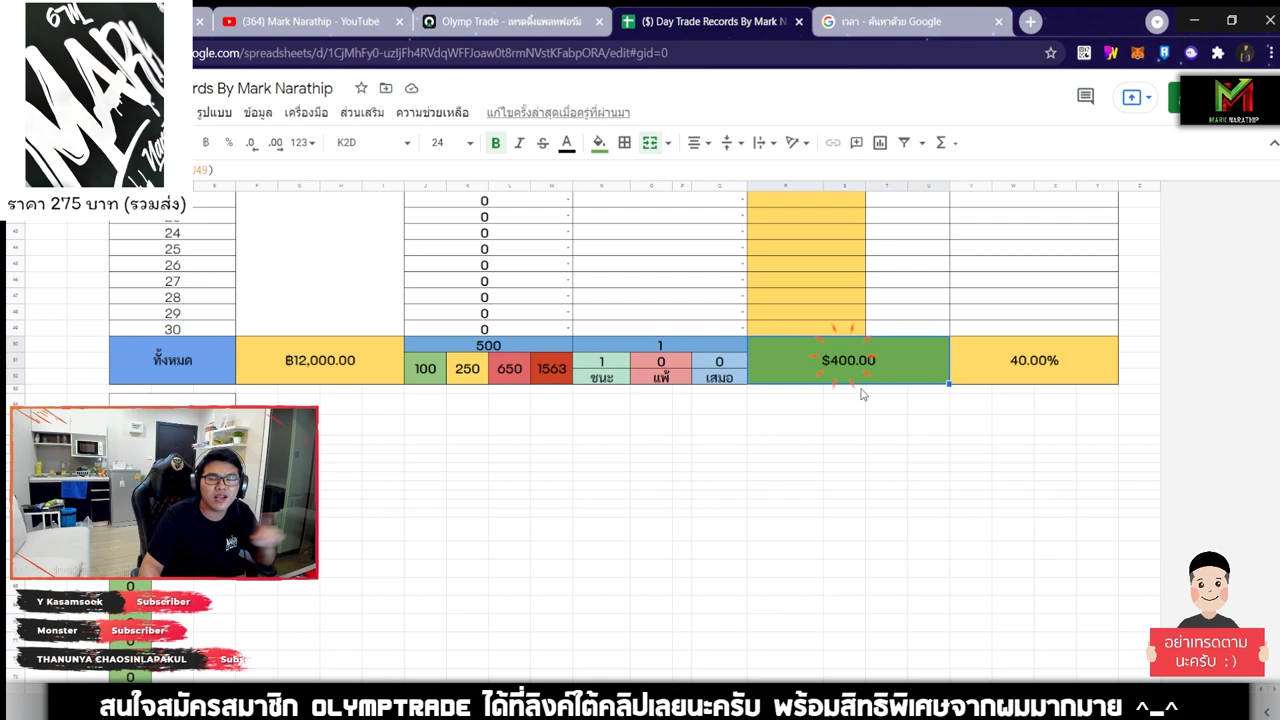 (364) Mark Narathip - YouTube
Olymp Trade - เทรดดิ้งแพลทฟอร์ม
($) Day Trade Records By Mark N
เวลา - ค้นหาด้วย Google
ogle.com/spreadsheets/d/1CjMhFy0-uzIjFh4RVdqWFFJoaw0t8rmNVstKFabpORA/edit#gid=0
rds By Mark Narathip
รูปแบบ ข้อมูล เครื่องมือ ส่วนเสริม ความช่วยเหลือ แก้ไขครั้งล่าสุดเมื่อครู่ที่ผ่านมา
MARK NARATHIP
B % .0 .00 123 K2D 24 B I S A Σ
J49)
ราคา 275 บาท (รวมส่ง)
0
0
24 0
25 0
26 0
27 0
28 0
29 0
30 0
ทั้งหมด ฿12,000.00 500 1 $400.00 40.00%
100 250 650 1563 1 0 0
ชนะ แพ้ เสมอ
0
Y Kasamsook Subscriber
Monster Subscriber
0
THANUNYA CHAOSINLAPAKUL Subs
0
อย่าเทรดตาม
นะครับ : )
สนใจสมัครสมาชิก OLYMPTRADE ได้ที่ลิงค์ใต้คลิปเลยนะครับ พร้อมสิทธิพิเศษจากผมมากมาย ^_^